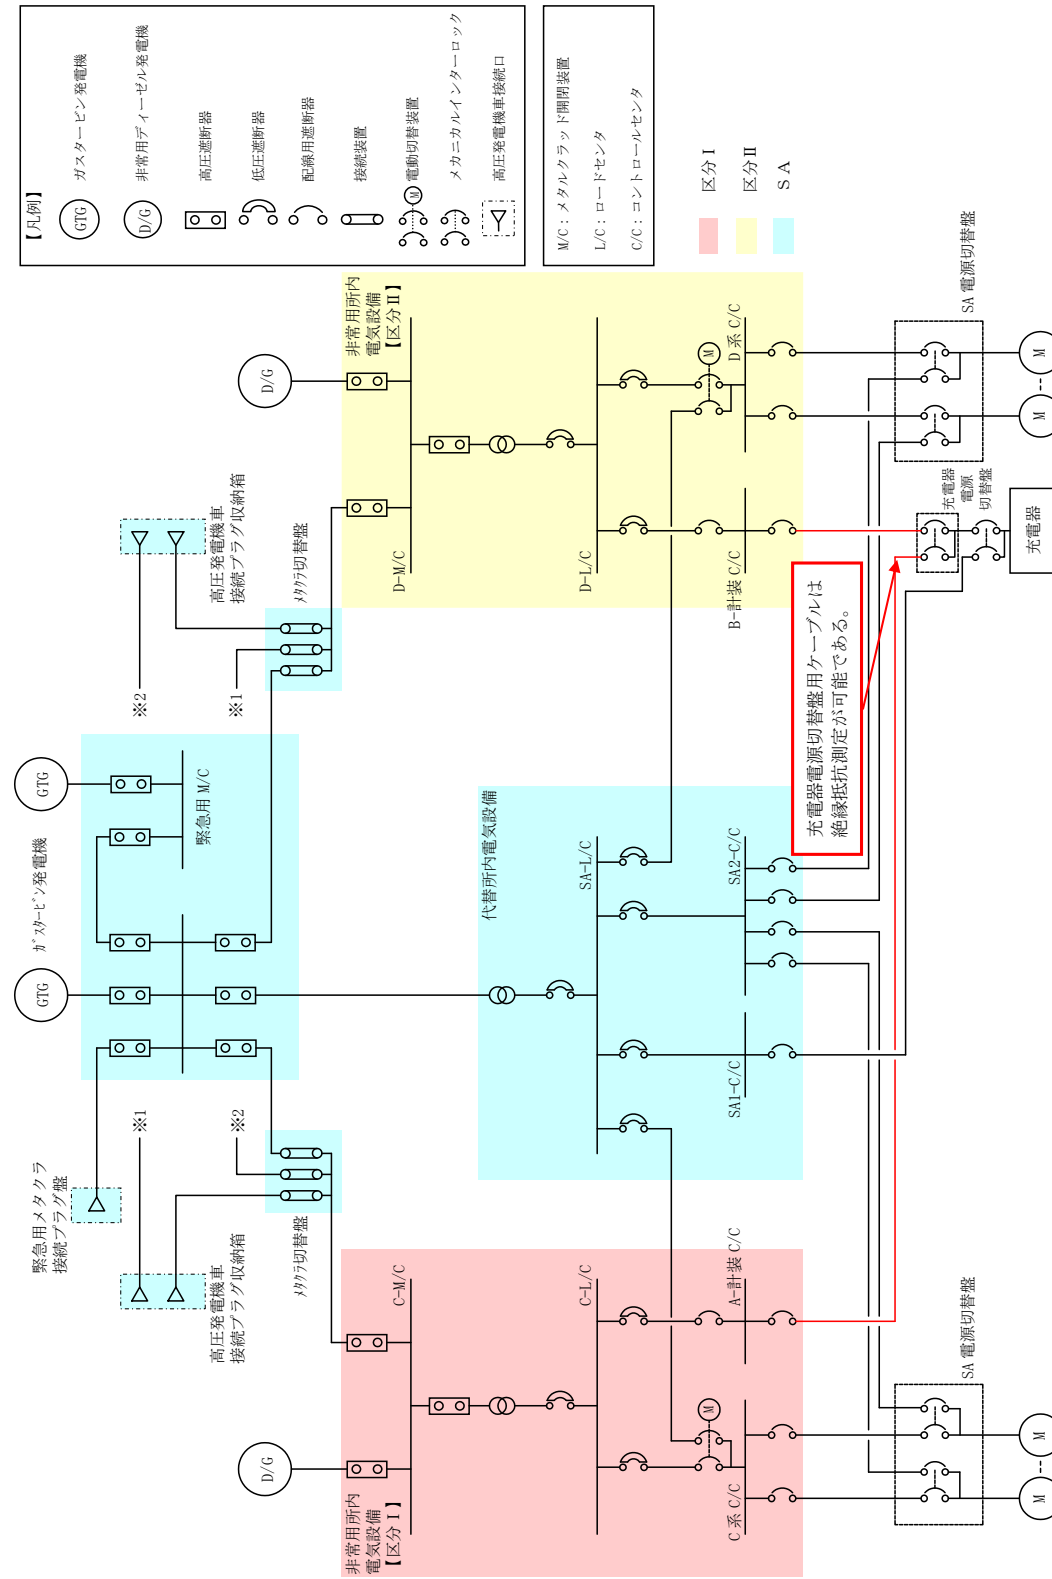 【凡例】
GTG
ガスタービン発電機
D/G
非常用ディーゼル発電機
高圧遮断器
低圧遮断器
配線用遮断器
接続装置
M
電動切替装置
メカニカルインターロック
高圧発電機車接続口
M/C：メタルクラッド開閉装置
L/C：ロードセンタ
C/C：コントロールセンタ
区分Ⅰ
区分Ⅱ
SA
緊急用メタクラ
接続プラグ盤
高圧発電機車
接続プラグ収納箱
※1
※2
メタクラ切替盤
ガスタービン発電機
GTG
GTG
緊急用 M/C
※2
※1
高圧発電機車
接続プラグ収納箱
メタクラ切替盤
D/G
D/G
非常用所内
電気設備
【区分Ⅰ】
C-M/C
C-L/C
M
C 系 C/C
A-計装 C/C
代替所内電気設備
SA-L/C
SA1-C/C
SA2-C/C
非常用所内
電気設備
【区分Ⅱ】
D-M/C
D-L/C
M
B-計装 C/C
D 系 C/C
充電器電源切替盤用ケーブルは
絶縁抵抗測定が可能である。
SA 電源切替盤
M
M
充電器
電源
切替盤
充電器
SA 電源切替盤
M
M